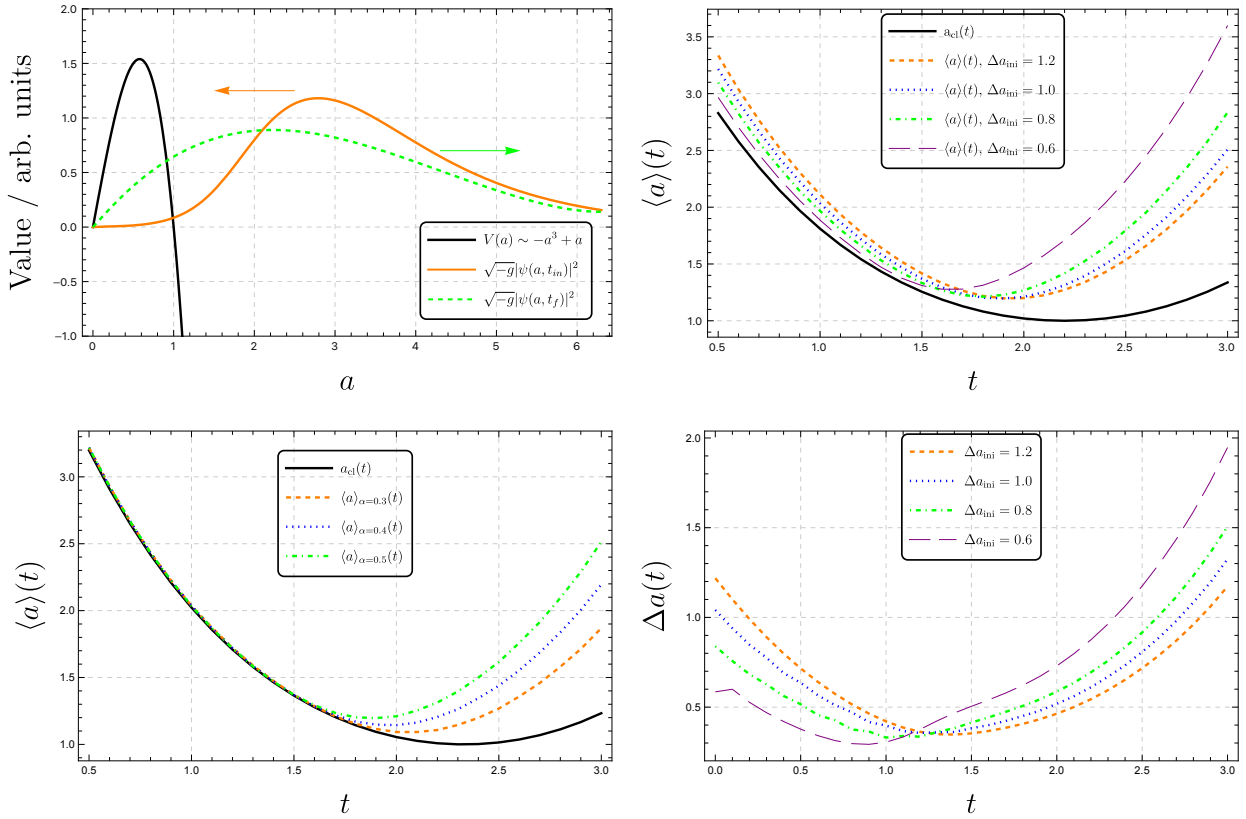 Value / arb. units
2.0
1.5
1.0
0.5
0.0
−0.5
−1.0
0 1 2 3 4 5 6
a
V(a) ∼ −a³ + a
√−g|ψ(a, t_in)|²
√−g|ψ(a, t_f)|²
⟨a⟩(t)
3.5
3.0
2.5
2.0
1.5
1.0
0.5 1.0 1.5 2.0 2.5 3.0
t
a_cl(t)
⟨a⟩(t), Δa_ini = 1.2
⟨a⟩(t), Δa_ini = 1.0
⟨a⟩(t), Δa_ini = 0.8
⟨a⟩(t), Δa_ini = 0.6
⟨a⟩(t)
3.0
2.5
2.0
1.5
1.0
0.5 1.0 1.5 2.0 2.5 3.0
t
a_cl(t)
⟨a⟩_α=0.3(t)
⟨a⟩_α=0.4(t)
⟨a⟩_α=0.5(t)
Δa(t)
2.0
1.5
1.0
0.5
0.0 0.5 1.0 1.5 2.0 2.5 3.0
t
Δa_ini = 1.2
Δa_ini = 1.0
Δa_ini = 0.8
Δa_ini = 0.6